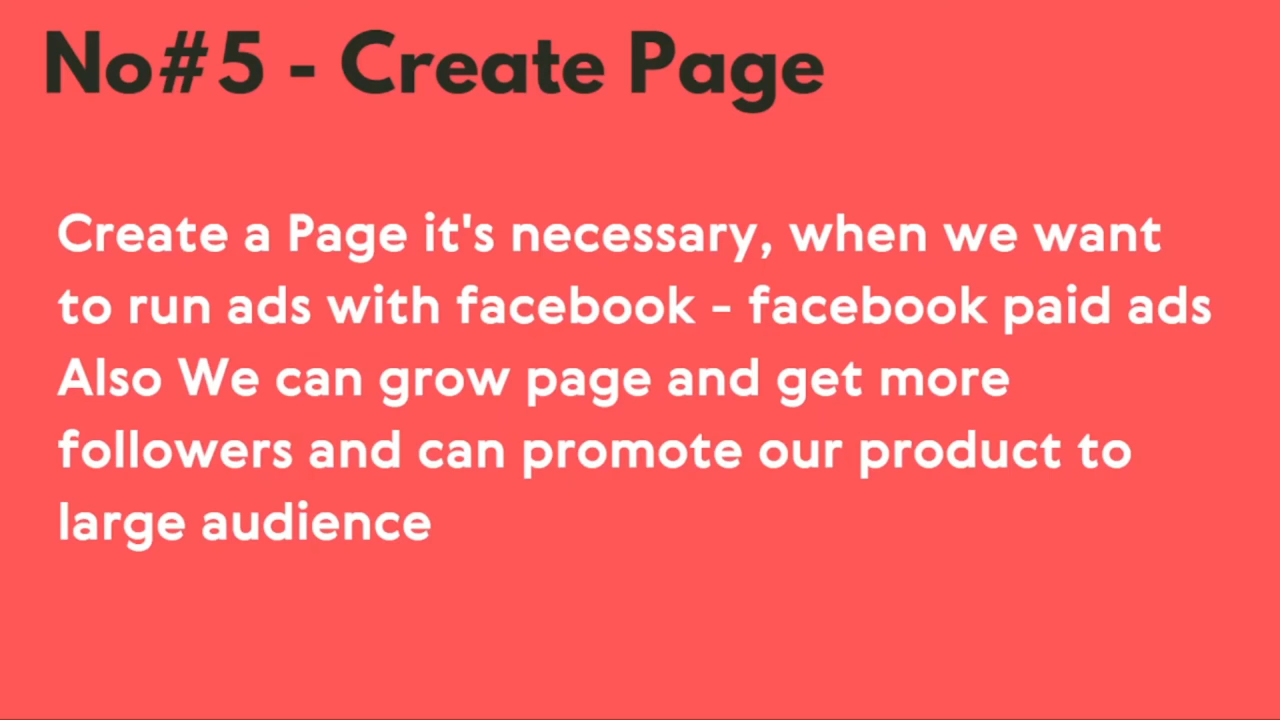 No#5 - Create Page
Create a Page it's necessary, when we want
to run ads with facebook - facebook paid ads
Also We can grow page and get more
followers and can promote our product to
large audience